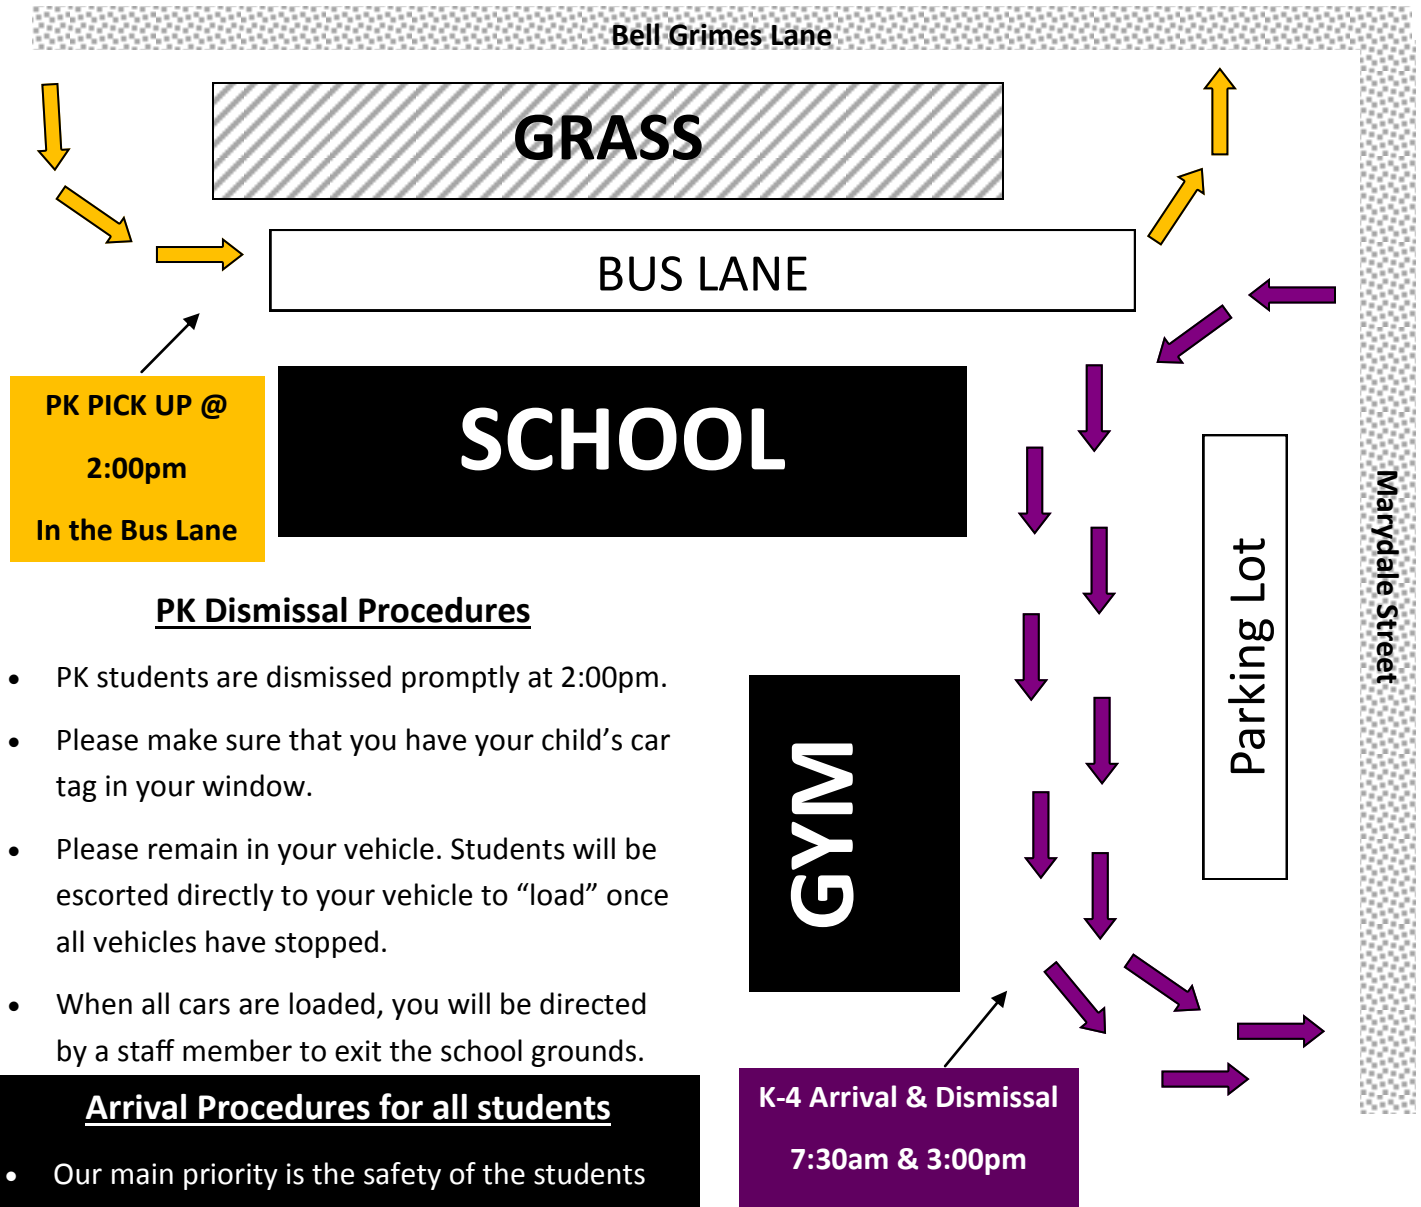 Bell Grimes Lane
GRASS
BUS LANE
PK PICK UP @
2:00pm
In the Bus Lane
SCHOOL
Marydale Street
Parking Lot
GYM
PK Dismissal Procedures
• PK students are dismissed promptly at 2:00pm.
• Please make sure that you have your child’s car
tag in your window.
• Please remain in your vehicle. Students will be
escorted directly to your vehicle to “load” once
all vehicles have stopped.
• When all cars are loaded, you will be directed
by a staff member to exit the school grounds.
Arrival Procedures for all students
• Our main priority is the safety of the students
K-4 Arrival & Dismissal
7:30am & 3:00pm